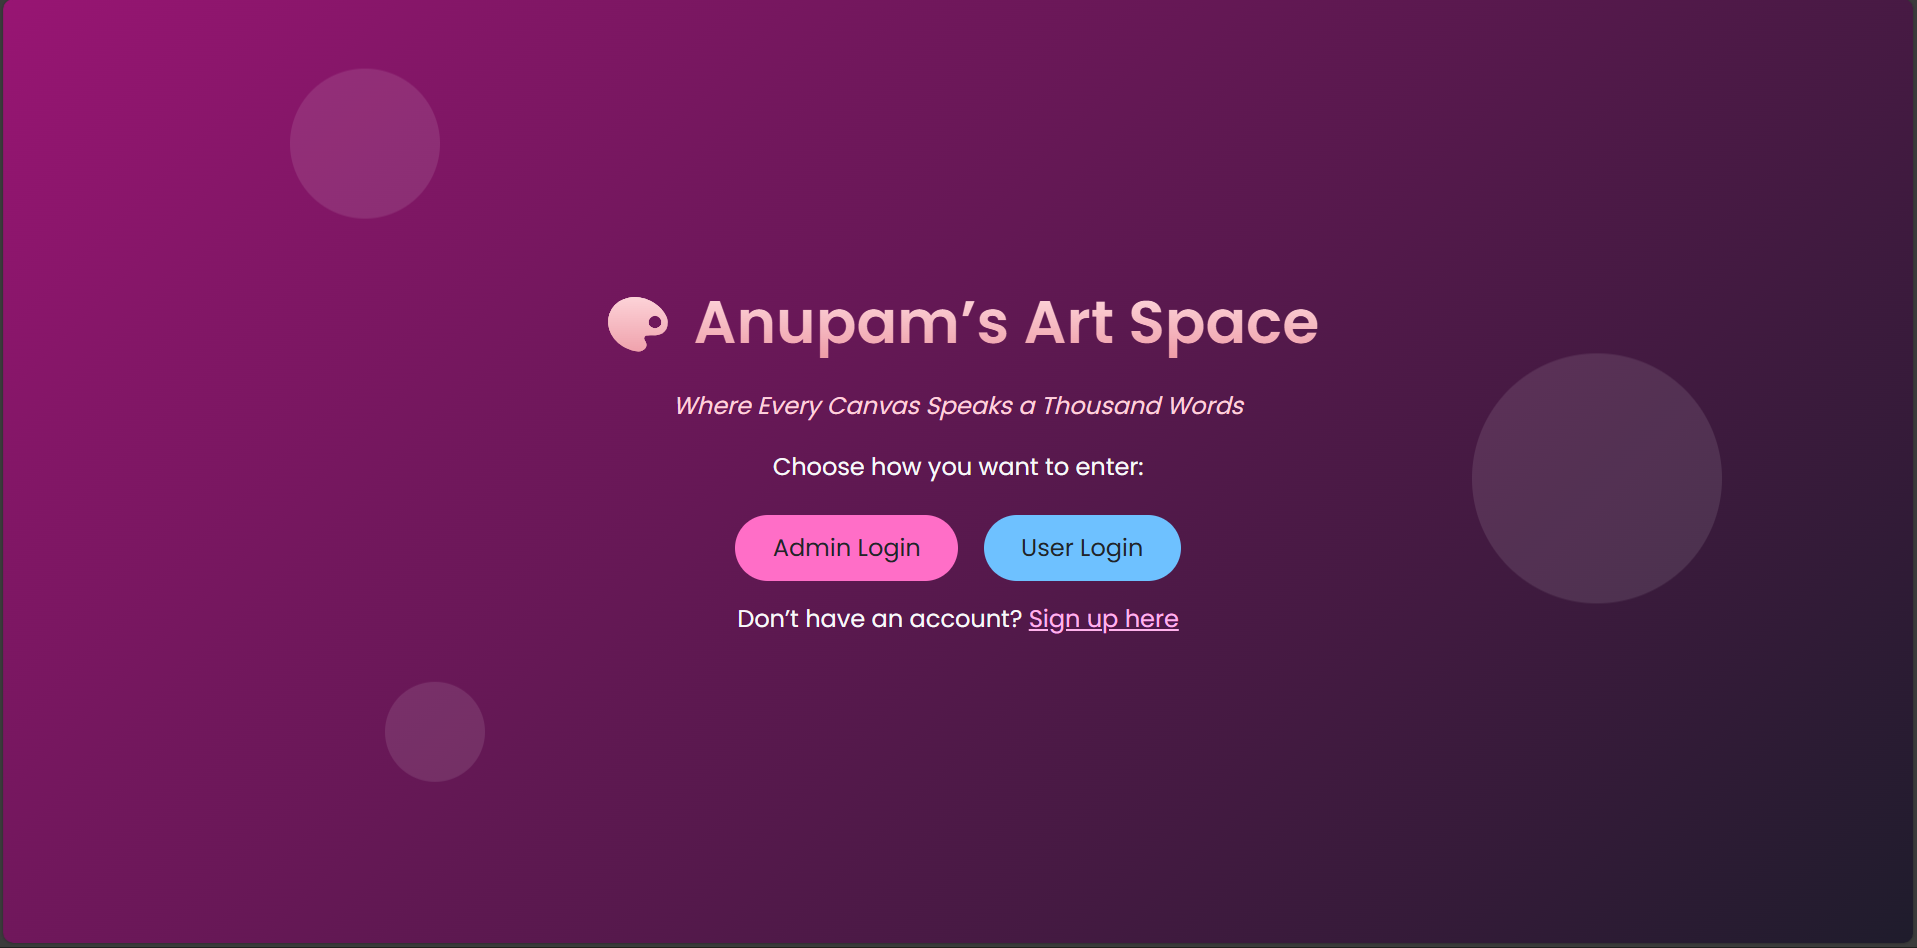 Anupam’s Art Space
Where Every Canvas Speaks a Thousand Words
Choose how you want to enter:
Admin Login User Login
Don’t have an account? Sign up here